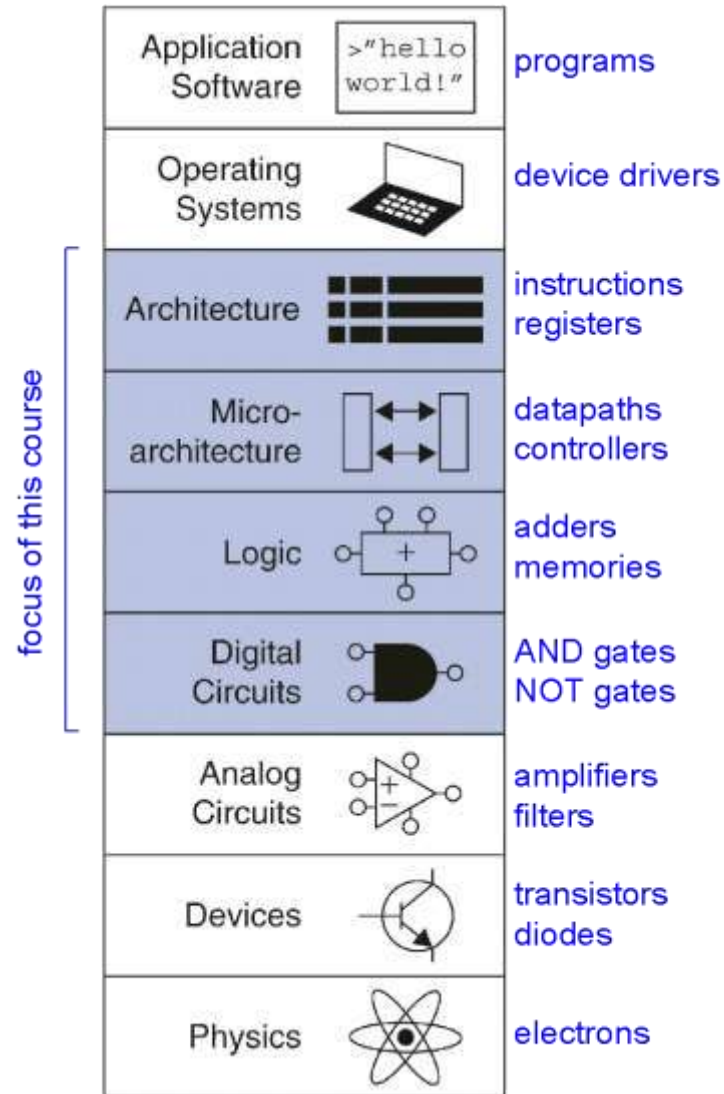 Application
Software
>"hello
world!"
programs
Operating
Systems
device drivers
focus of this course
Architecture
instructions
registers
Micro-
architecture
datapaths
controllers
Logic
+
adders
memories
Digital
Circuits
AND gates
NOT gates
Analog
Circuits
+
−
amplifiers
filters
Devices
transistors
diodes
Physics
electrons